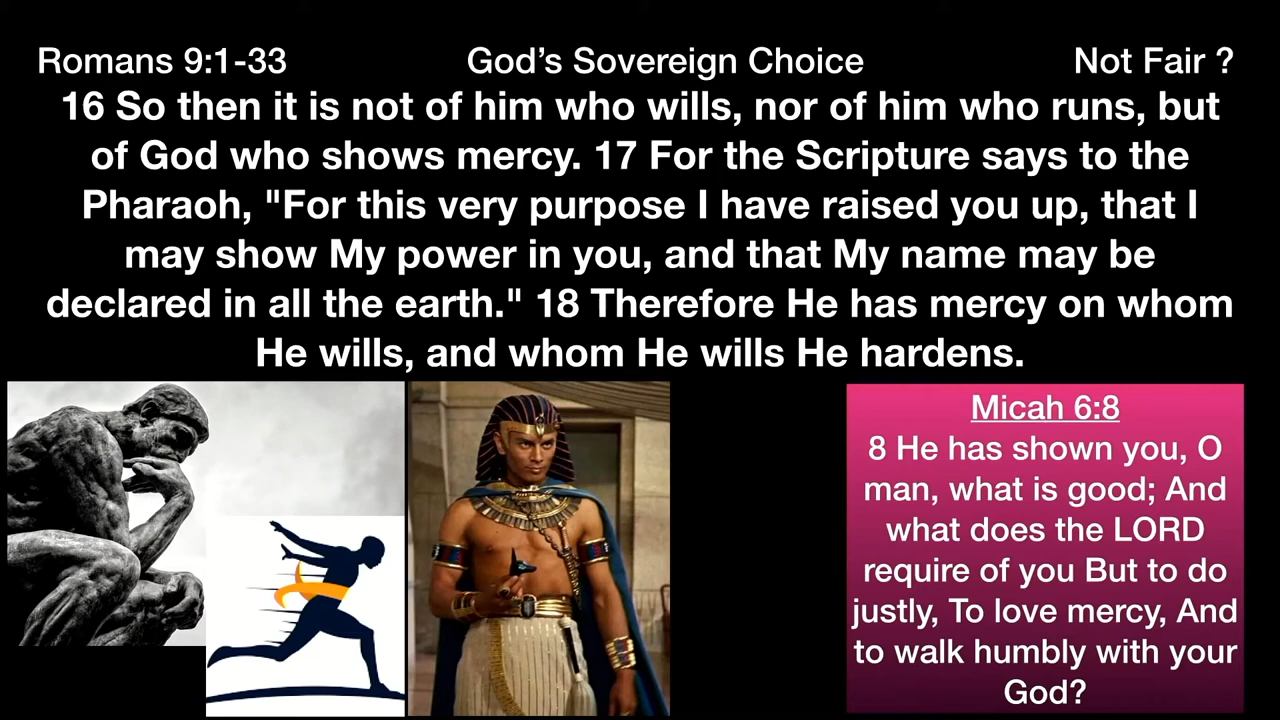 Romans 9:1-33 God’s Sovereign Choice Not Fair ?
16 So then it is not of him who wills, nor of him who runs, but
of God who shows mercy. 17 For the Scripture says to the
Pharaoh, "For this very purpose I have raised you up, that I
may show My power in you, and that My name may be
declared in all the earth." 18 Therefore He has mercy on whom
He wills, and whom He wills He hardens.
Micah 6:8
8 He has shown you, O
man, what is good; And
what does the LORD
require of you But to do
justly, To love mercy, And
to walk humbly with your
God?